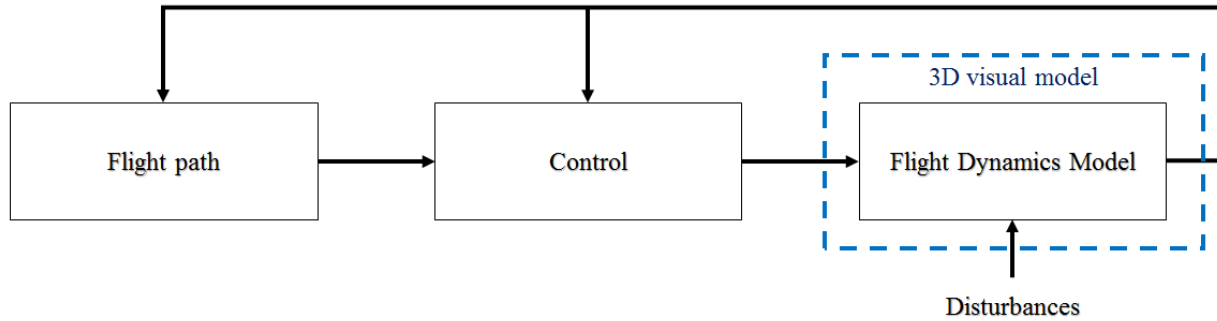 3D visual model
Flight path
Control
Flight Dynamics Model
Disturbances